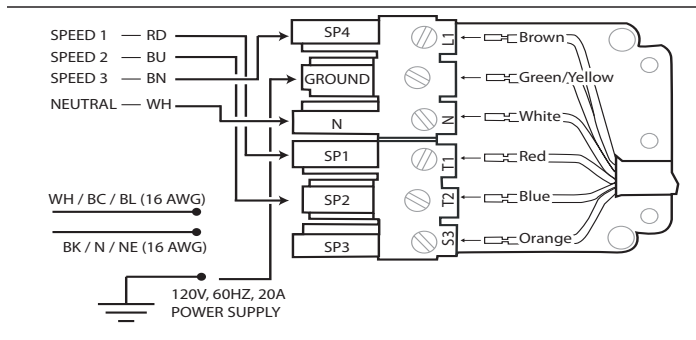 SPEED 1 — RD
SPEED 2 — BU
SPEED 3 — BN
NEUTRAL — WH
SP4
GROUND
N
SP1
SP2
SP3
L1
N
T1
T2
S3
Brown
Green/Yellow
White
Red
Blue
Orange
WH / BC / BL (16 AWG)
BK / N / NE (16 AWG)
120V, 60HZ, 20A
POWER SUPPLY